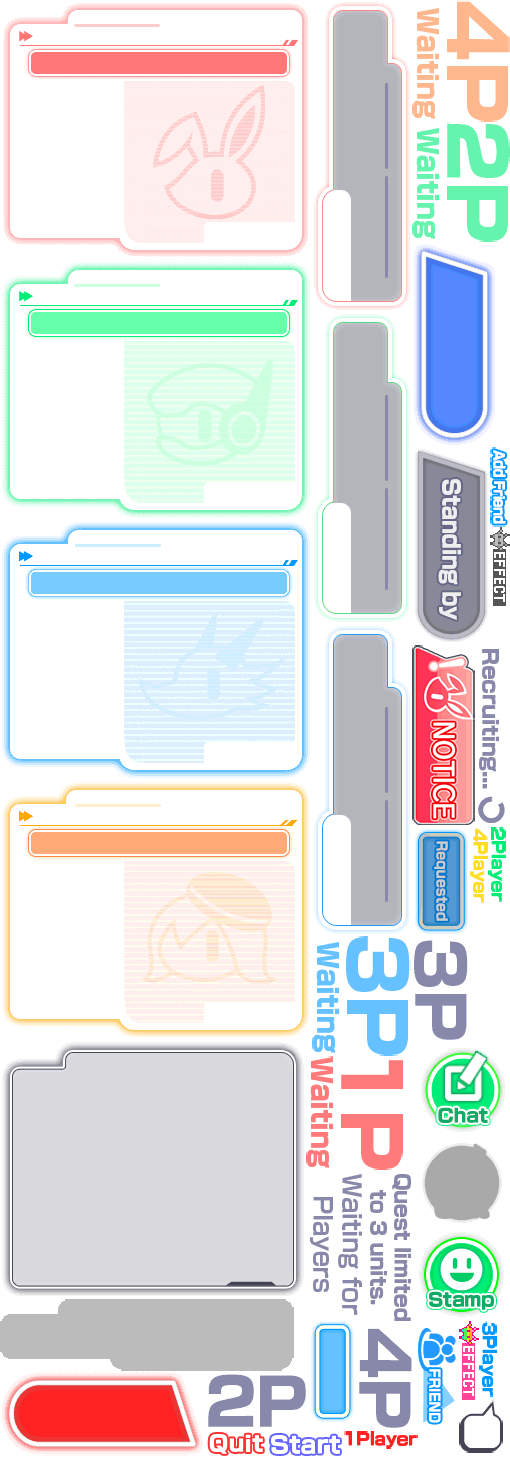 4P
Waiting
2P
Waiting
Add Friend
EFFECT
Standing by
Recruiting...
NOTICE
2Player
4Player
Requested
3P
Waiting
3P
1P
Waiting
Chat
Quest limited
to 3 units.
Waiting for
Players
Stamp
3Player
EFFECT
FRIEND
4P
2P
Quit
Start
1Player